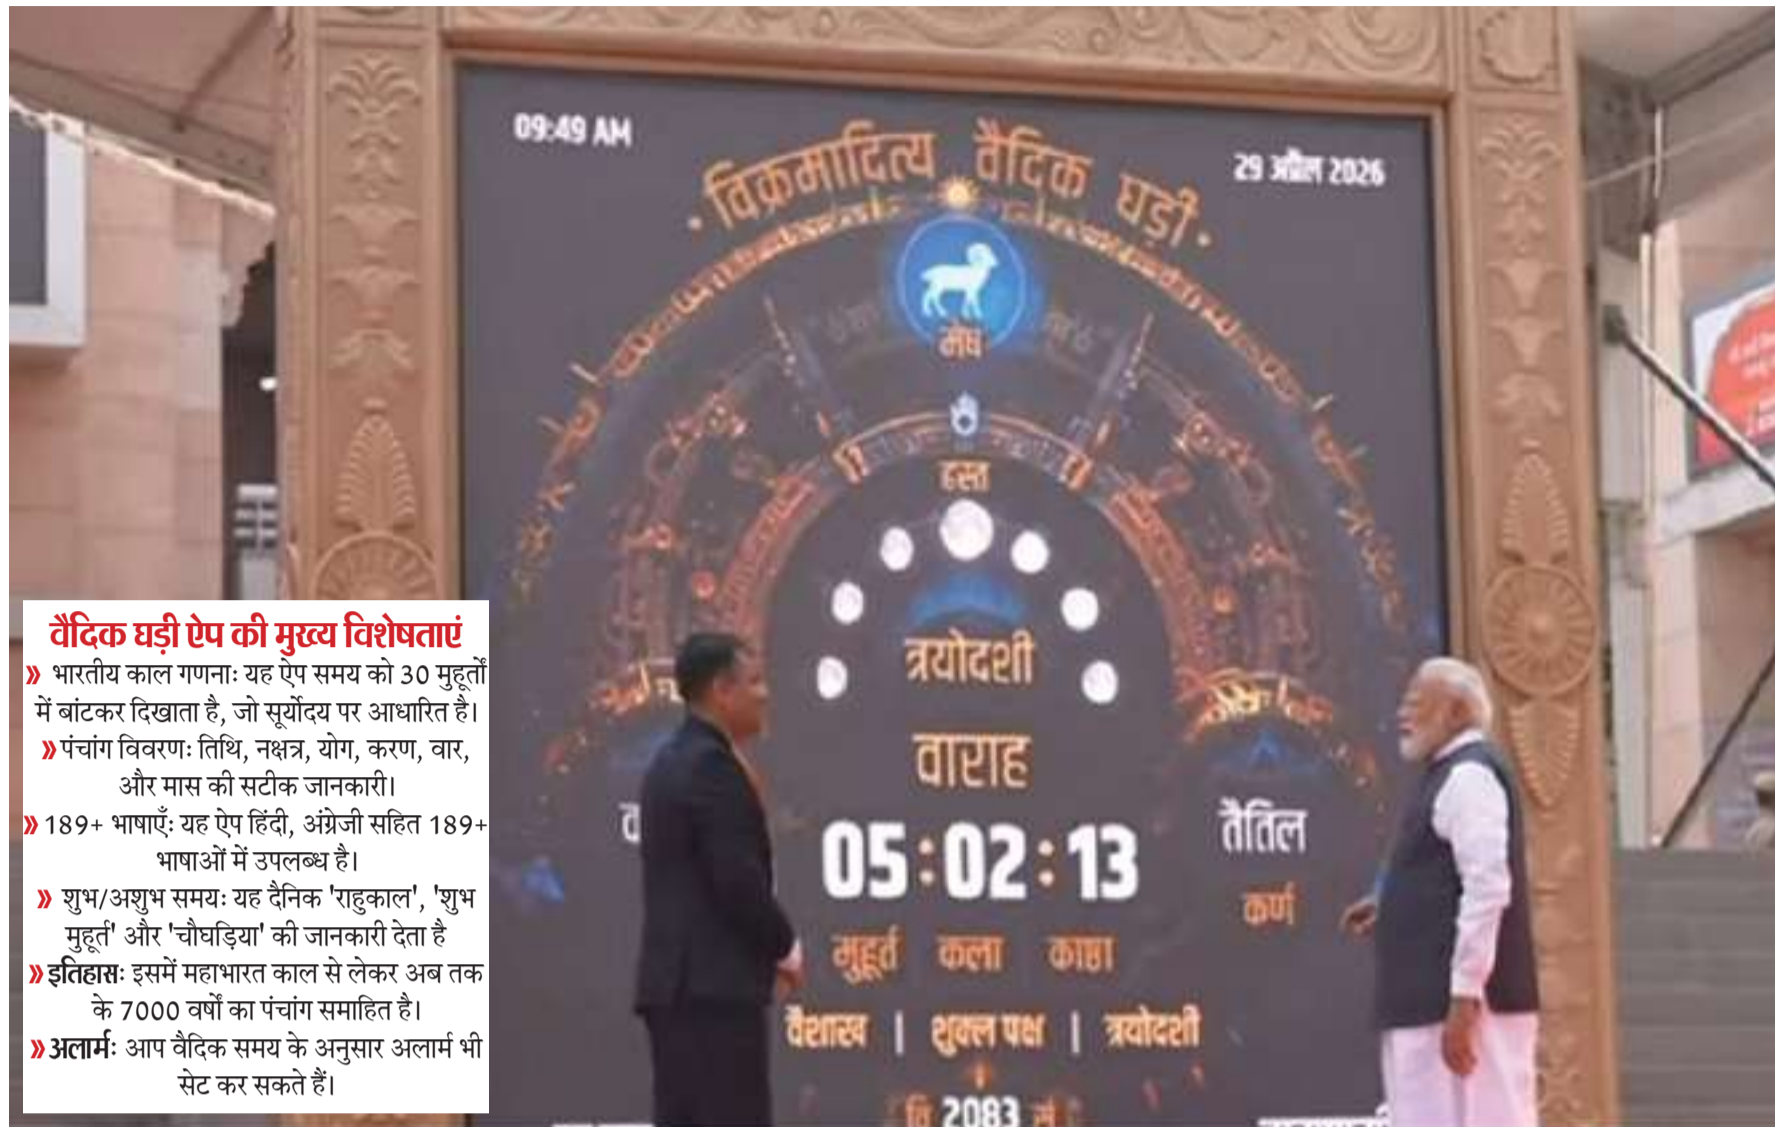 09:49 AM
29 अप्रैल 2026
विक्रमादित्य वैदिक घड़ी
मेष
हस्त
त्रयोदशी
वाराह
05:02:13
मुहूर्त कला काष्ठा
तैतिल
कर्ण
वैशाख | शुक्ल पक्ष | त्रयोदशी
वि 2083 सं
वैदिक घड़ी ऐप की मुख्य विशेषताएं
» भारतीय काल गणनाः यह ऐप समय को 30 मुहूर्तों
में बांटकर दिखाता है, जो सूर्योदय पर आधारित है।
» पंचांग विवरणः तिथि, नक्षत्र, योग, करण, वार,
और मास की सटीक जानकारी।
» 189+ भाषाएँः यह ऐप हिंदी, अंग्रेजी सहित 189+
भाषाओं में उपलब्ध है।
» शुभ/अशुभ समयः यह दैनिक 'राहुकाल', 'शुभ
मुहूर्त' और 'चौघड़िया' की जानकारी देता है
» इतिहासः इसमें महाभारत काल से लेकर अब तक
के 7000 वर्षों का पंचांग समाहित है।
» अलार्मः आप वैदिक समय के अनुसार अलार्म भी
सेट कर सकते हैं।